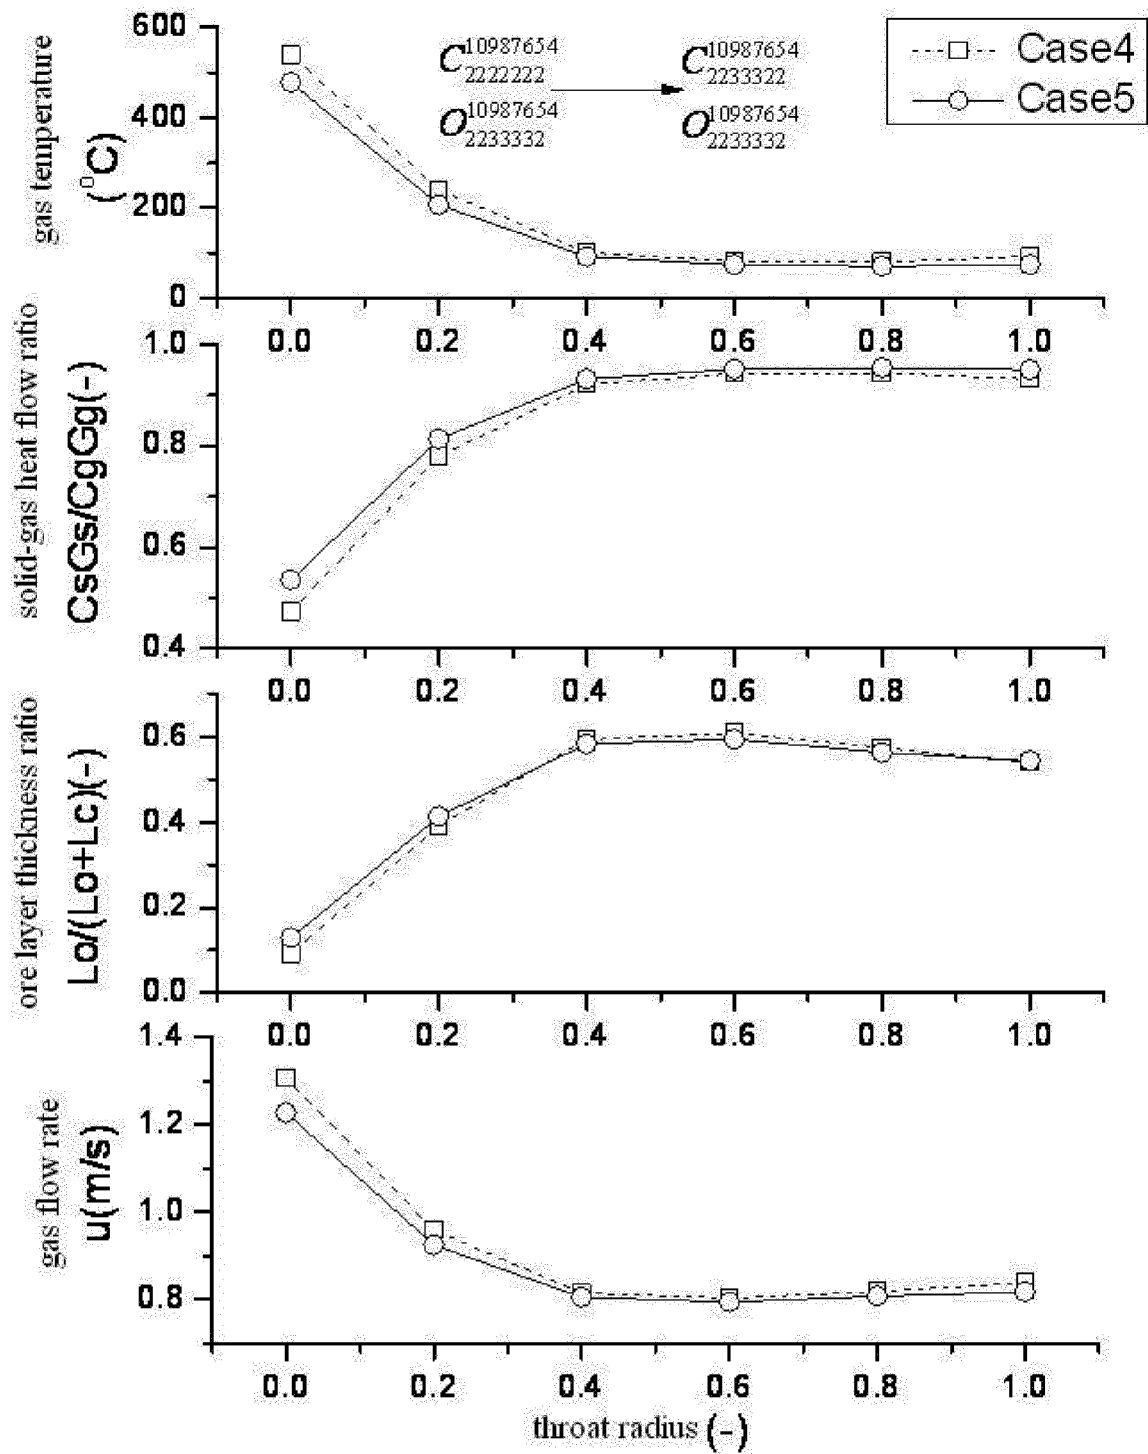 600
400
200
0
gas temperature
(°C)
C 10987654 2222222
O 10987654 2233332
C 10987654 2233322
O 10987654 2233332
Case4
Case5
0.0 0.2 0.4 0.6 0.8 1.0
1.0
0.8
0.6
0.4
solid-gas heat flow ratio
CsGs/CgGg(-)
0.0 0.2 0.4 0.6 0.8 1.0
0.6
0.4
0.2
0.0
ore layer thickness ratio
Lo/(Lo+Lc)(-)
0.0 0.2 0.4 0.6 0.8 1.0
1.4
1.2
1.0
0.8
gas flow rate
u(m/s)
0.0 0.2 0.4 0.6 0.8 1.0
throat radius (-)